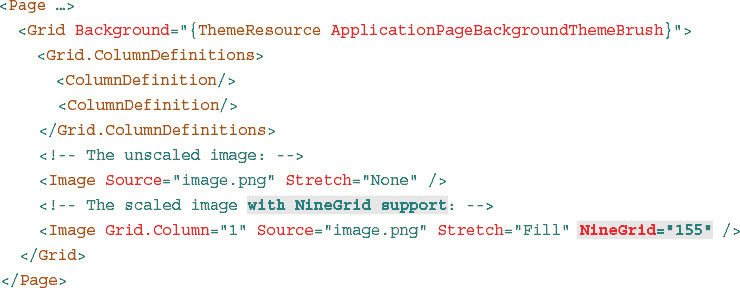 <Page …>
<Grid Background="{ThemeResource ApplicationPageBackgroundThemeBrush}">
<Grid.ColumnDefinitions>
<ColumnDefinition/>
<ColumnDefinition/>
</Grid.ColumnDefinitions>
<!-- The unscaled image: -->
<Image Source="image.png" Stretch="None" />
<!-- The scaled image with NineGrid support: -->
<Image Grid.Column="1" Source="image.png" Stretch="Fill" NineGrid="155" />
</Grid>
</Page>